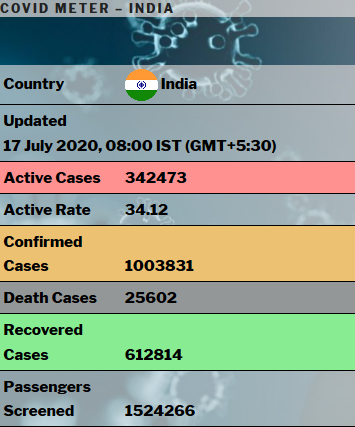 COVID METER – INDIA
Country India
Updated
17 July 2020, 08:00 IST (GMT+5:30)
Active Cases 342473
Active Rate 34.12
Confirmed
Cases 1003831
Death Cases 25602
Recovered
Cases 612814
Passengers
Screened 1524266